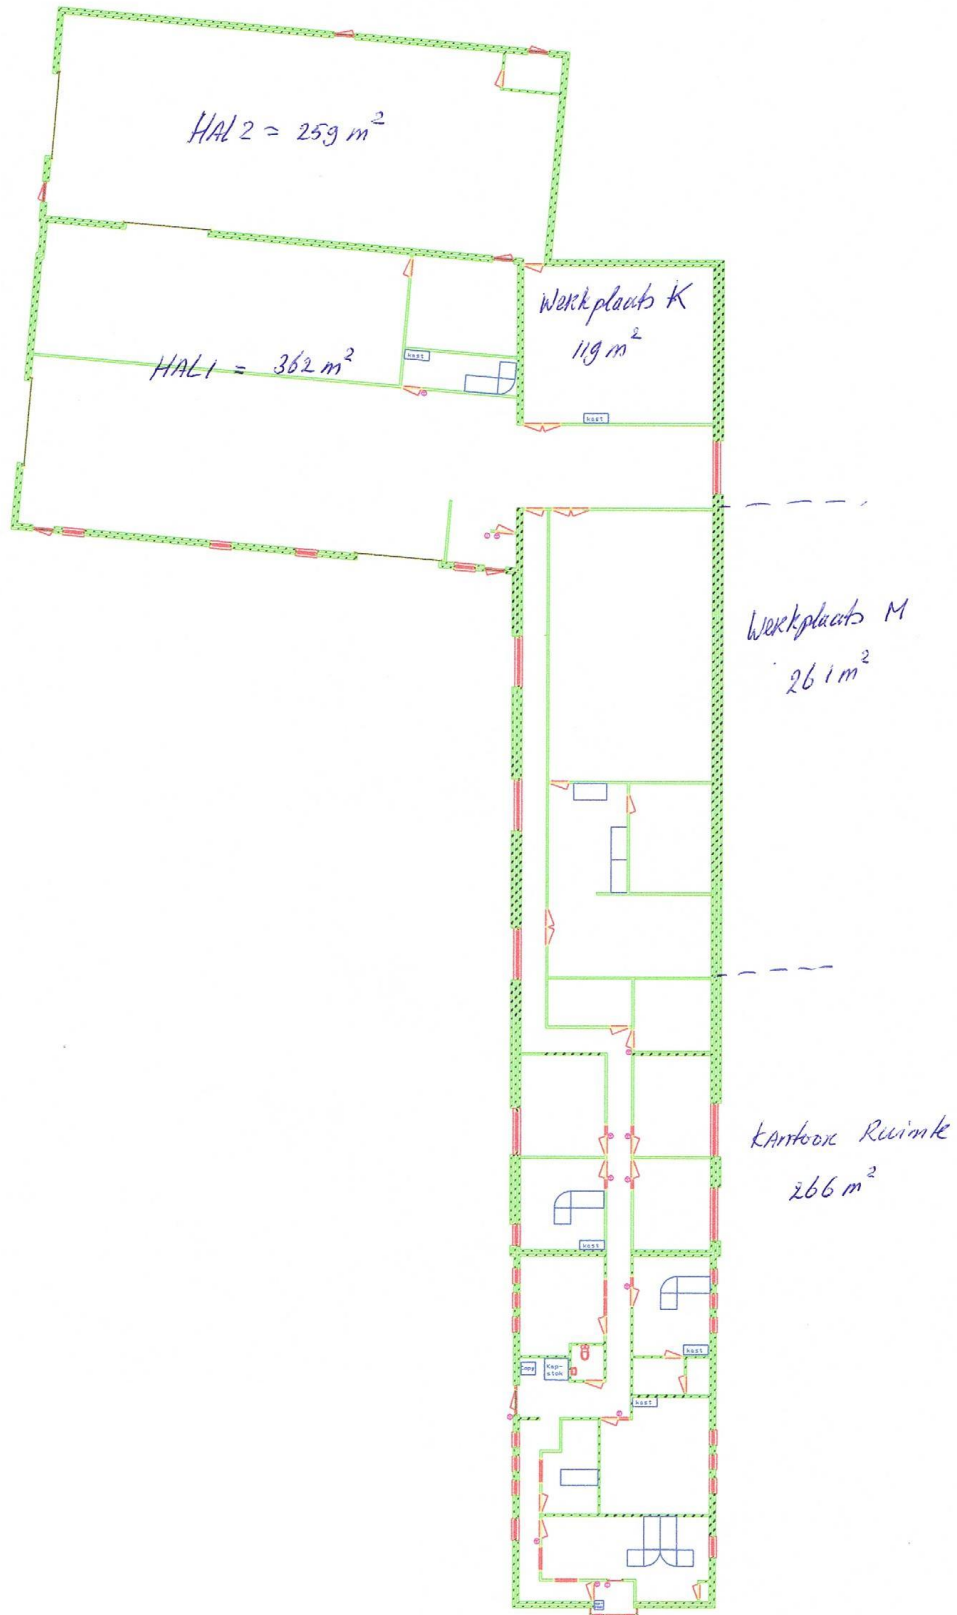 HAL 2 = 259 m²
Werkplaats K
119 m²
kast
HAL 1 = 362 m²
kast
Werkplaats M
261 m²
Kantoor Ruimte
266 m²
kast
kast
Copy
Kap-
stok
kast